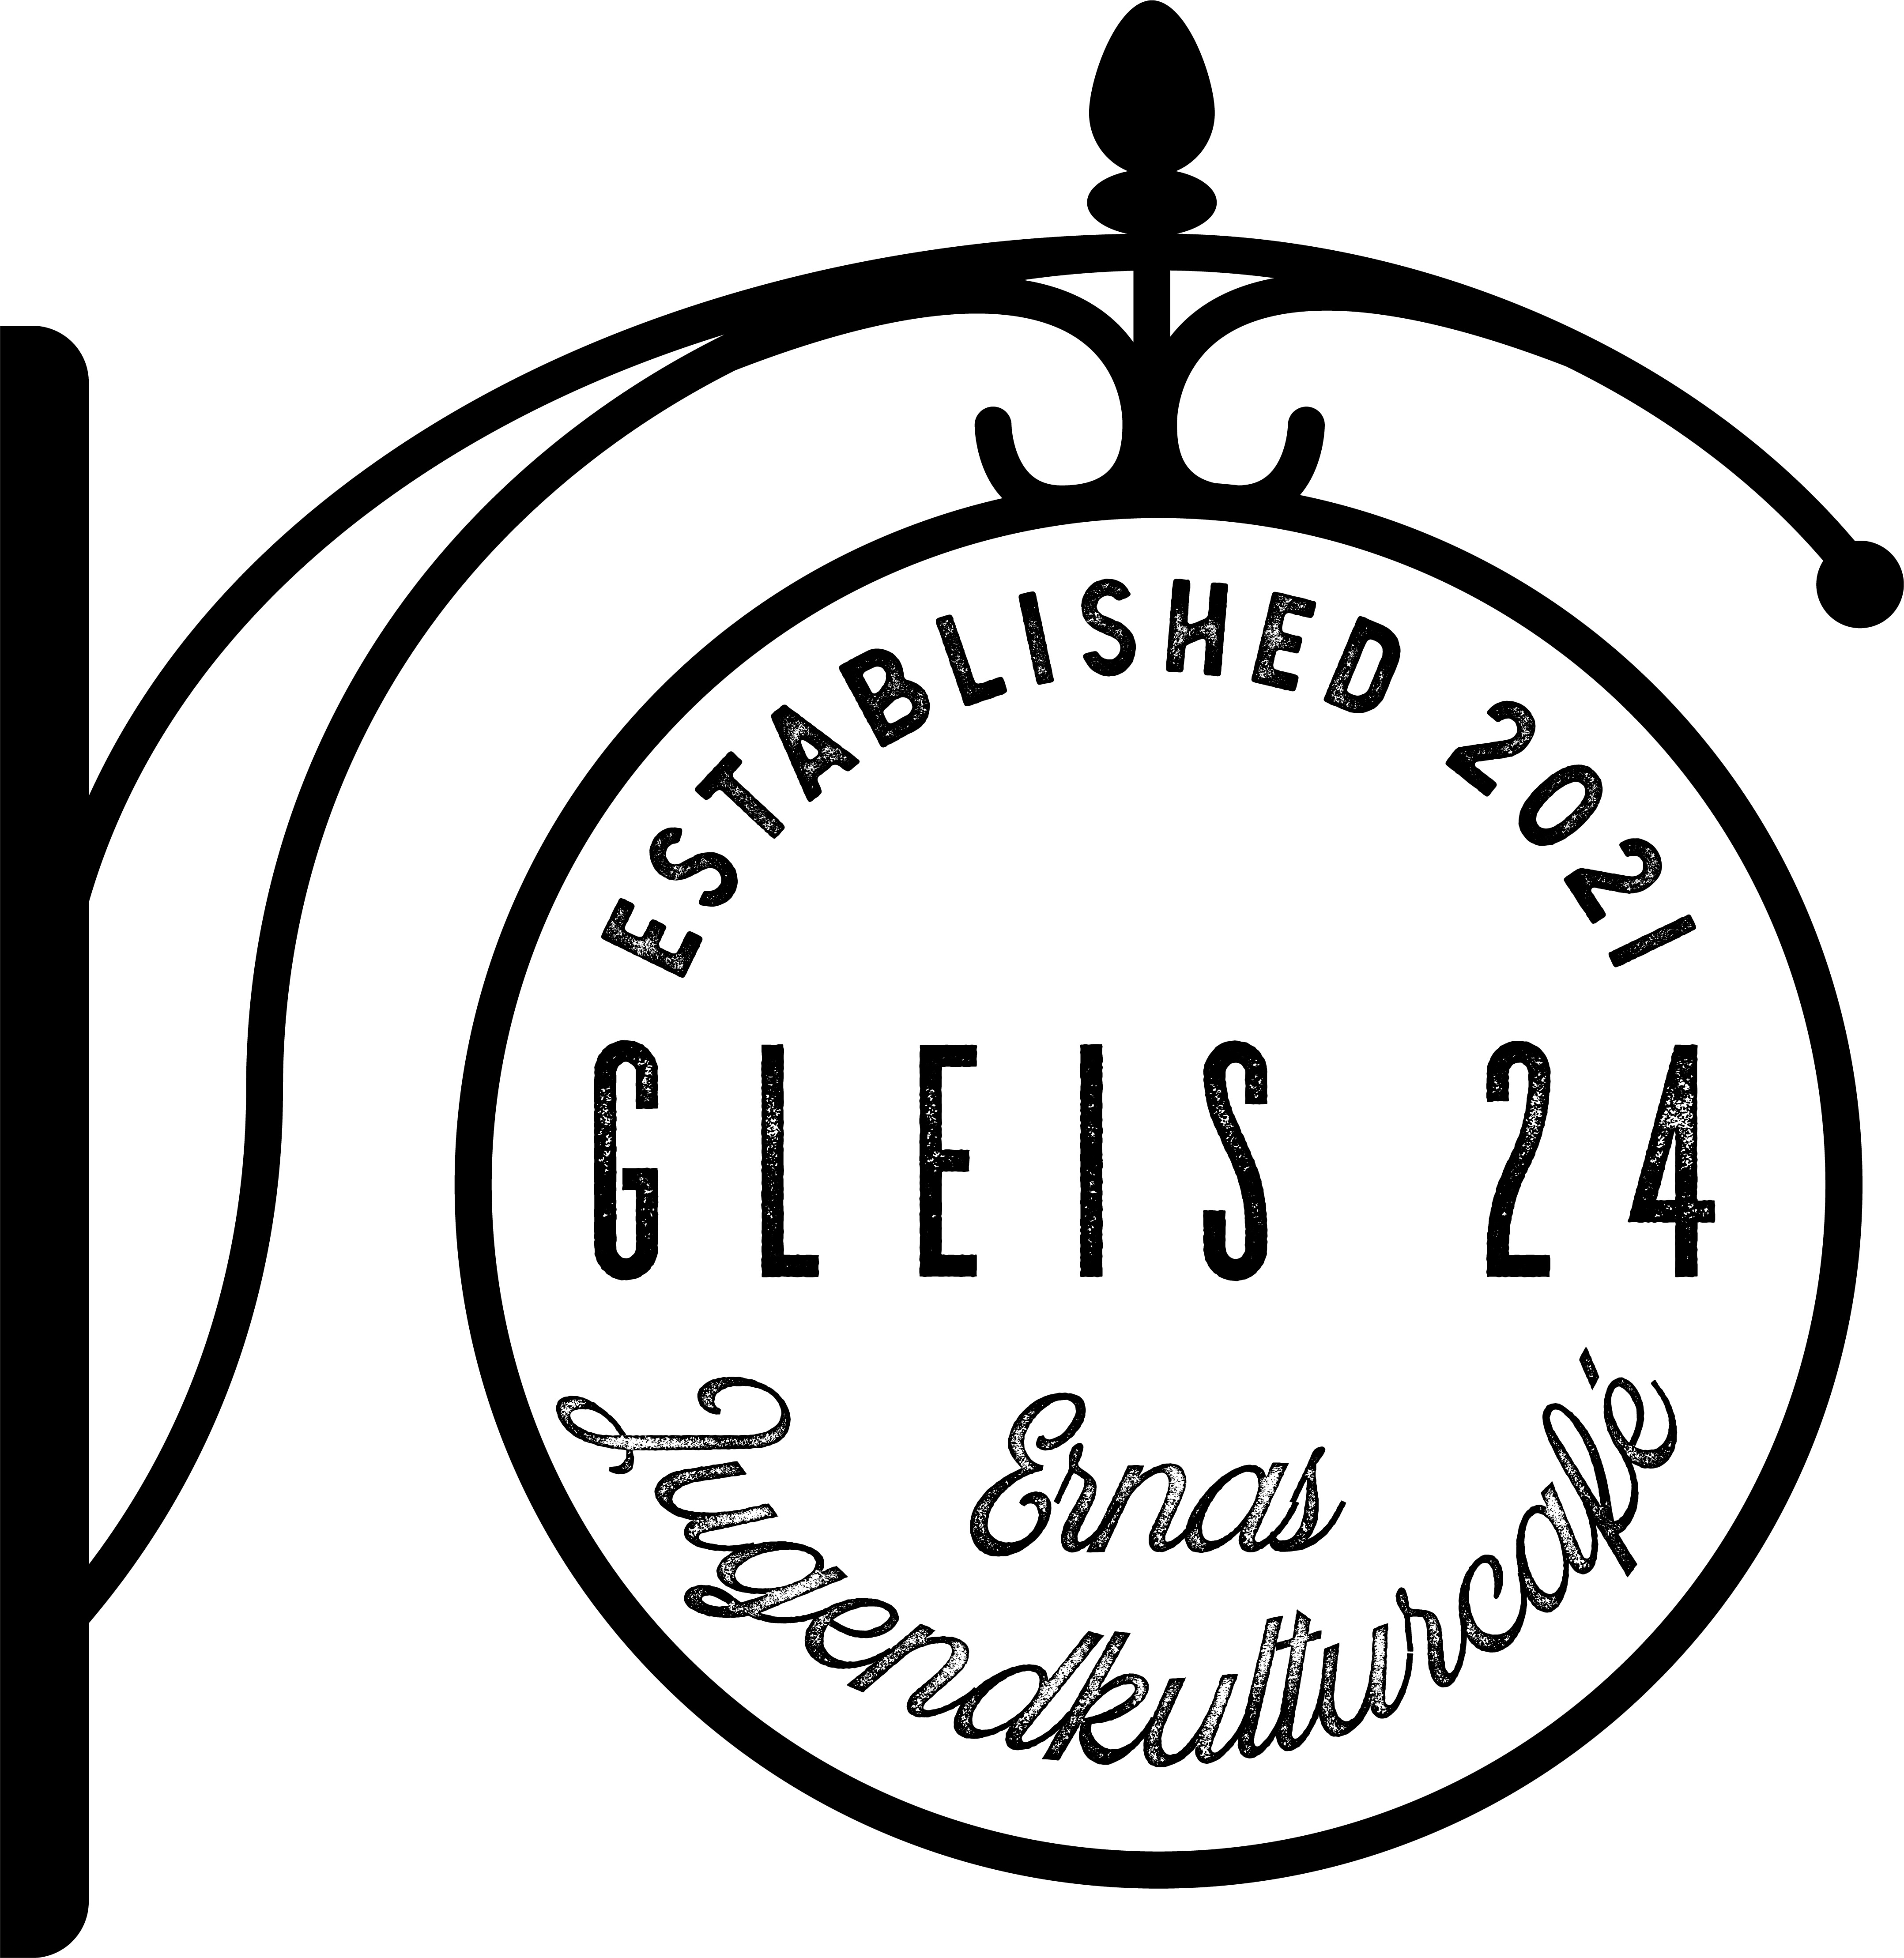 ESTABLISHED 2021
GLEIS 24
Ernas
Jugendkulturcafé